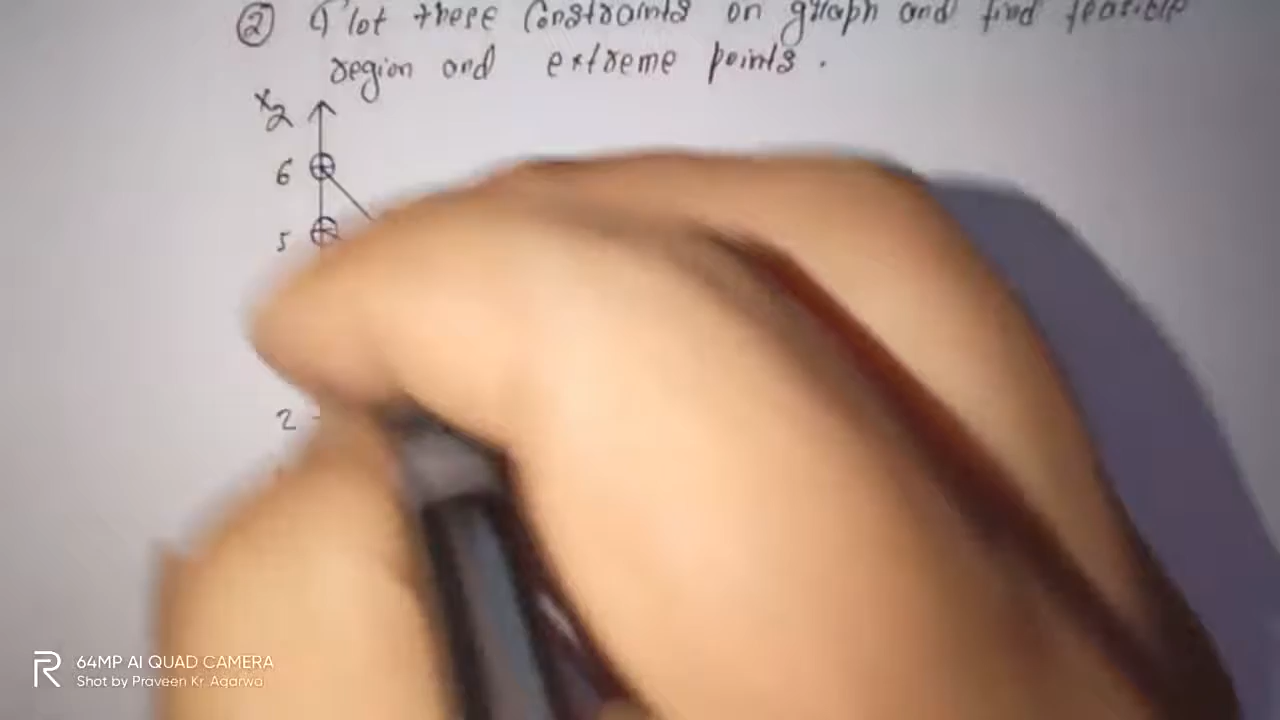 ② Plot these Constraints on graph and find feasible
region and extreme points.
x2
6
5
2
R 64MP AI QUAD CAMERA
Shot by Praveen Kr. Agarwal